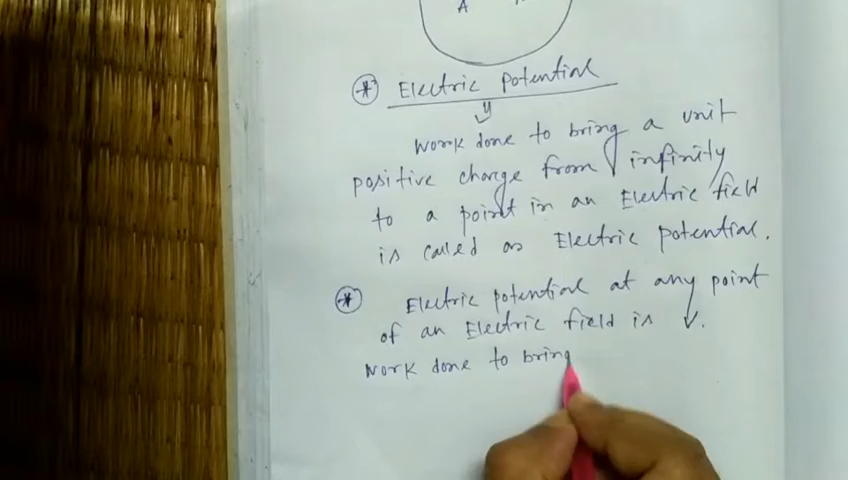 A
* Electric Potential
Work done to bring a unit
positive charge from infinity
to a point in an Electric field
is called as Electric potential.
* Electric potential at any point
of an Electric field is V.
Work done to bring